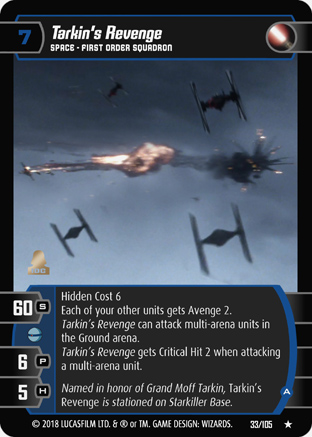 7
Tarkin's Revenge
SPACE - FIRST ORDER SQUADRON
60 S
6 P
5 H
Hidden Cost 6
Each of your other units gets Avenge 2.
Tarkin's Revenge can attack multi-arena units in
the Ground arena.
Tarkin's Revenge gets Critical Hit 2 when attacking
a multi-arena unit.
Named in honor of Grand Moff Tarkin, Tarkin's
Revenge is stationed on Starkiller Base.
A
© 2018 LUCASFILM LTD. & ® or TM. GAME DESIGN: WIZARDS. 33/105